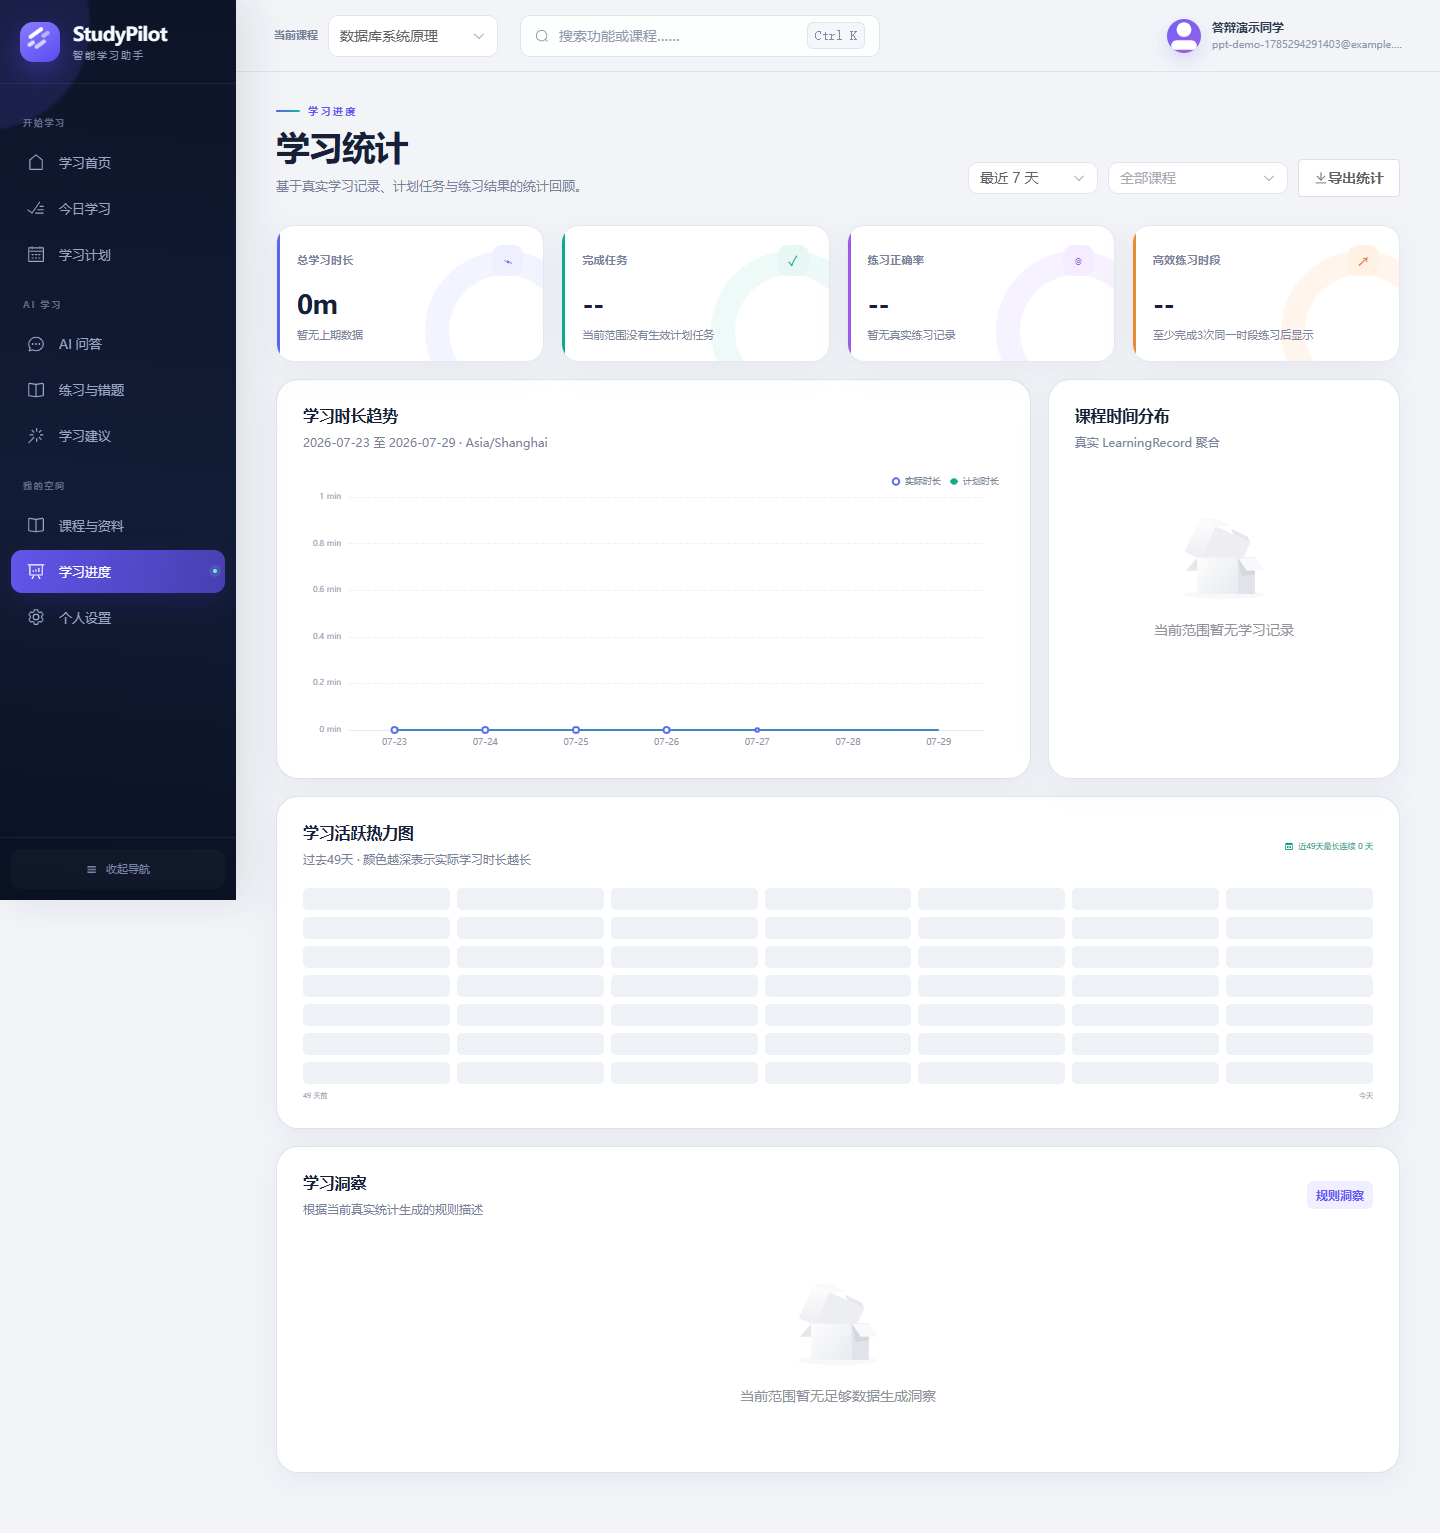 StudyPilot
智能学习助手
开始学习
学习首页
今日学习
学习计划
AI 学习
AI 问答
练习与错题
学习建议
我的空间
课程与资料
学习进度
个人设置
收起导航
当前课程
数据库系统原理
搜索功能或课程......
Ctrl K
答辩演示同学
ppt-demo-1785294291403@example....
学习进度
学习统计
基于真实学习记录、计划任务与练习结果的统计回顾。
最近 7 天
全部课程
导出统计
总学习时长
0m
暂无上期数据
完成任务
--
当前范围没有生效计划任务
练习正确率
--
暂无真实练习记录
高效练习时段
--
至少完成3次同一时段练习后显示
学习时长趋势
2026-07-23 至 2026-07-29 · Asia/Shanghai
实际时长
计划时长
1 min
0.8 min
0.6 min
0.4 min
0.2 min
0 min
07-23
07-24
07-25
07-26
07-27
07-28
07-29
课程时间分布
真实 LearningRecord 聚合
当前范围暂无学习记录
学习活跃热力图
过去49天 · 颜色越深表示实际学习时长越长
近49天最长连续 0 天
49 天前
今天
学习洞察
根据当前真实统计生成的规则描述
规则洞察
当前范围暂无足够数据生成洞察